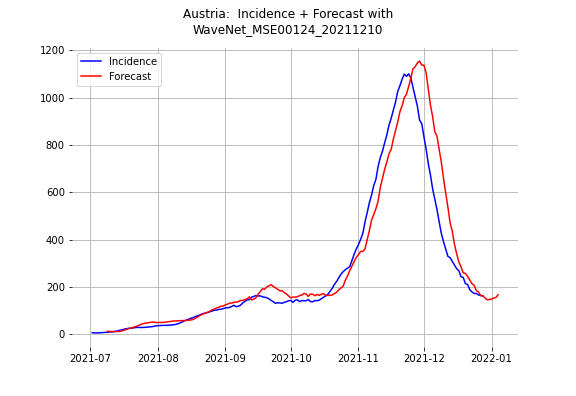 Austria:  Incidence + Forecast with
WaveNet_MSE00124_20211210
Incidence
Forecast
1200
1000
800
600
400
200
0
2021-07 2021-08 2021-09 2021-10 2021-11 2021-12 2022-01